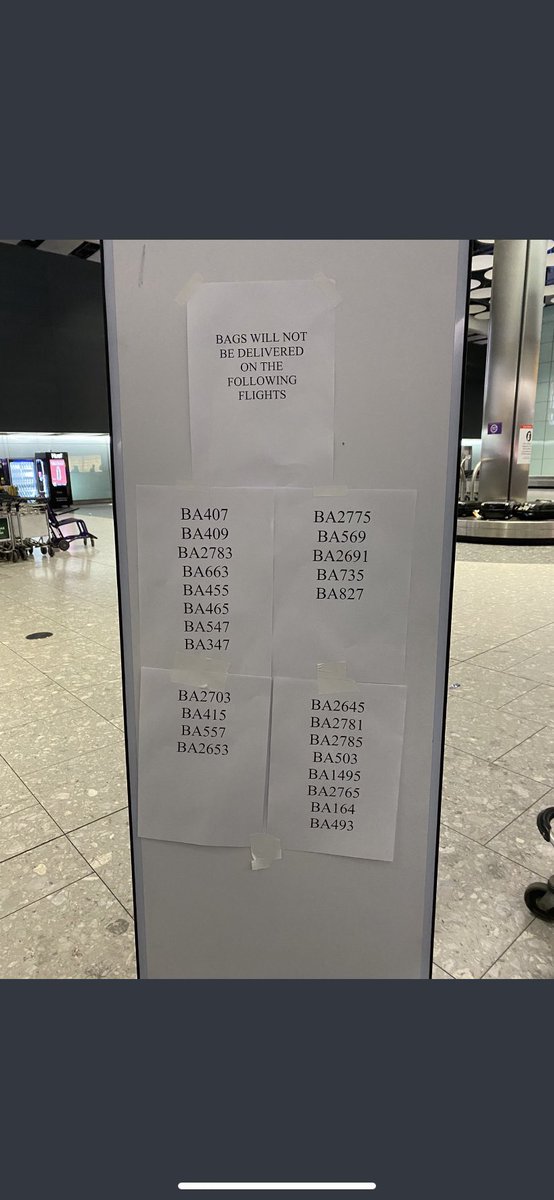 BAGS WILL NOT
BE DELIVERED
ON THE
FOLLOWING
FLIGHTS
BA407
BA409
BA2783
BA663
BA455
BA465
BA547
BA347
BA2775
BA569
BA2691
BA735
BA827
BA2703
BA415
BA557
BA2653
BA2645
BA2781
BA2785
BA503
BA1495
BA2765
BA164
BA493